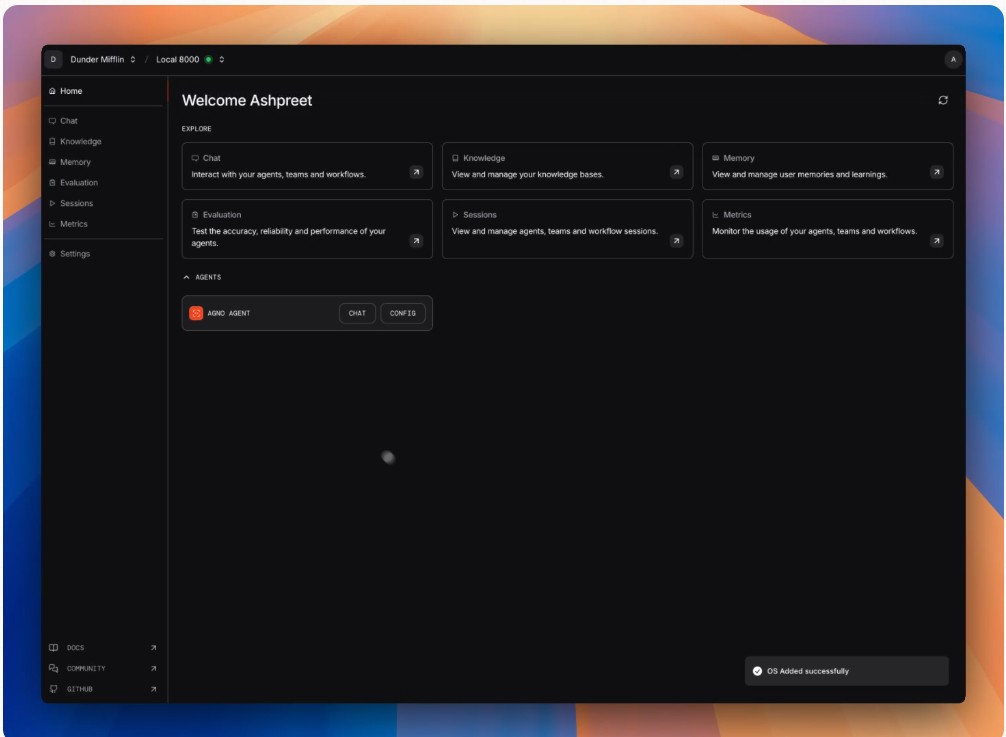 D Dunder Mifflin / Local 8000 A
Home
Chat
Knowledge
Memory
Evaluation
Sessions
Metrics
Settings
DOCS
COMMUNITY
GITHUB
Welcome Ashpreet
EXPLORE
Chat
Interact with your agents, teams and workflows.
Knowledge
View and manage your knowledge bases.
Memory
View and manage user memories and learnings.
Evaluation
Test the accuracy, reliability and performance of your
agents.
Sessions
View and manage agents, teams and workflow sessions.
Metrics
Monitor the usage of your agents, teams and workflows.
AGENTS
AGNO AGENT CHAT CONFIG
OS Added successfully